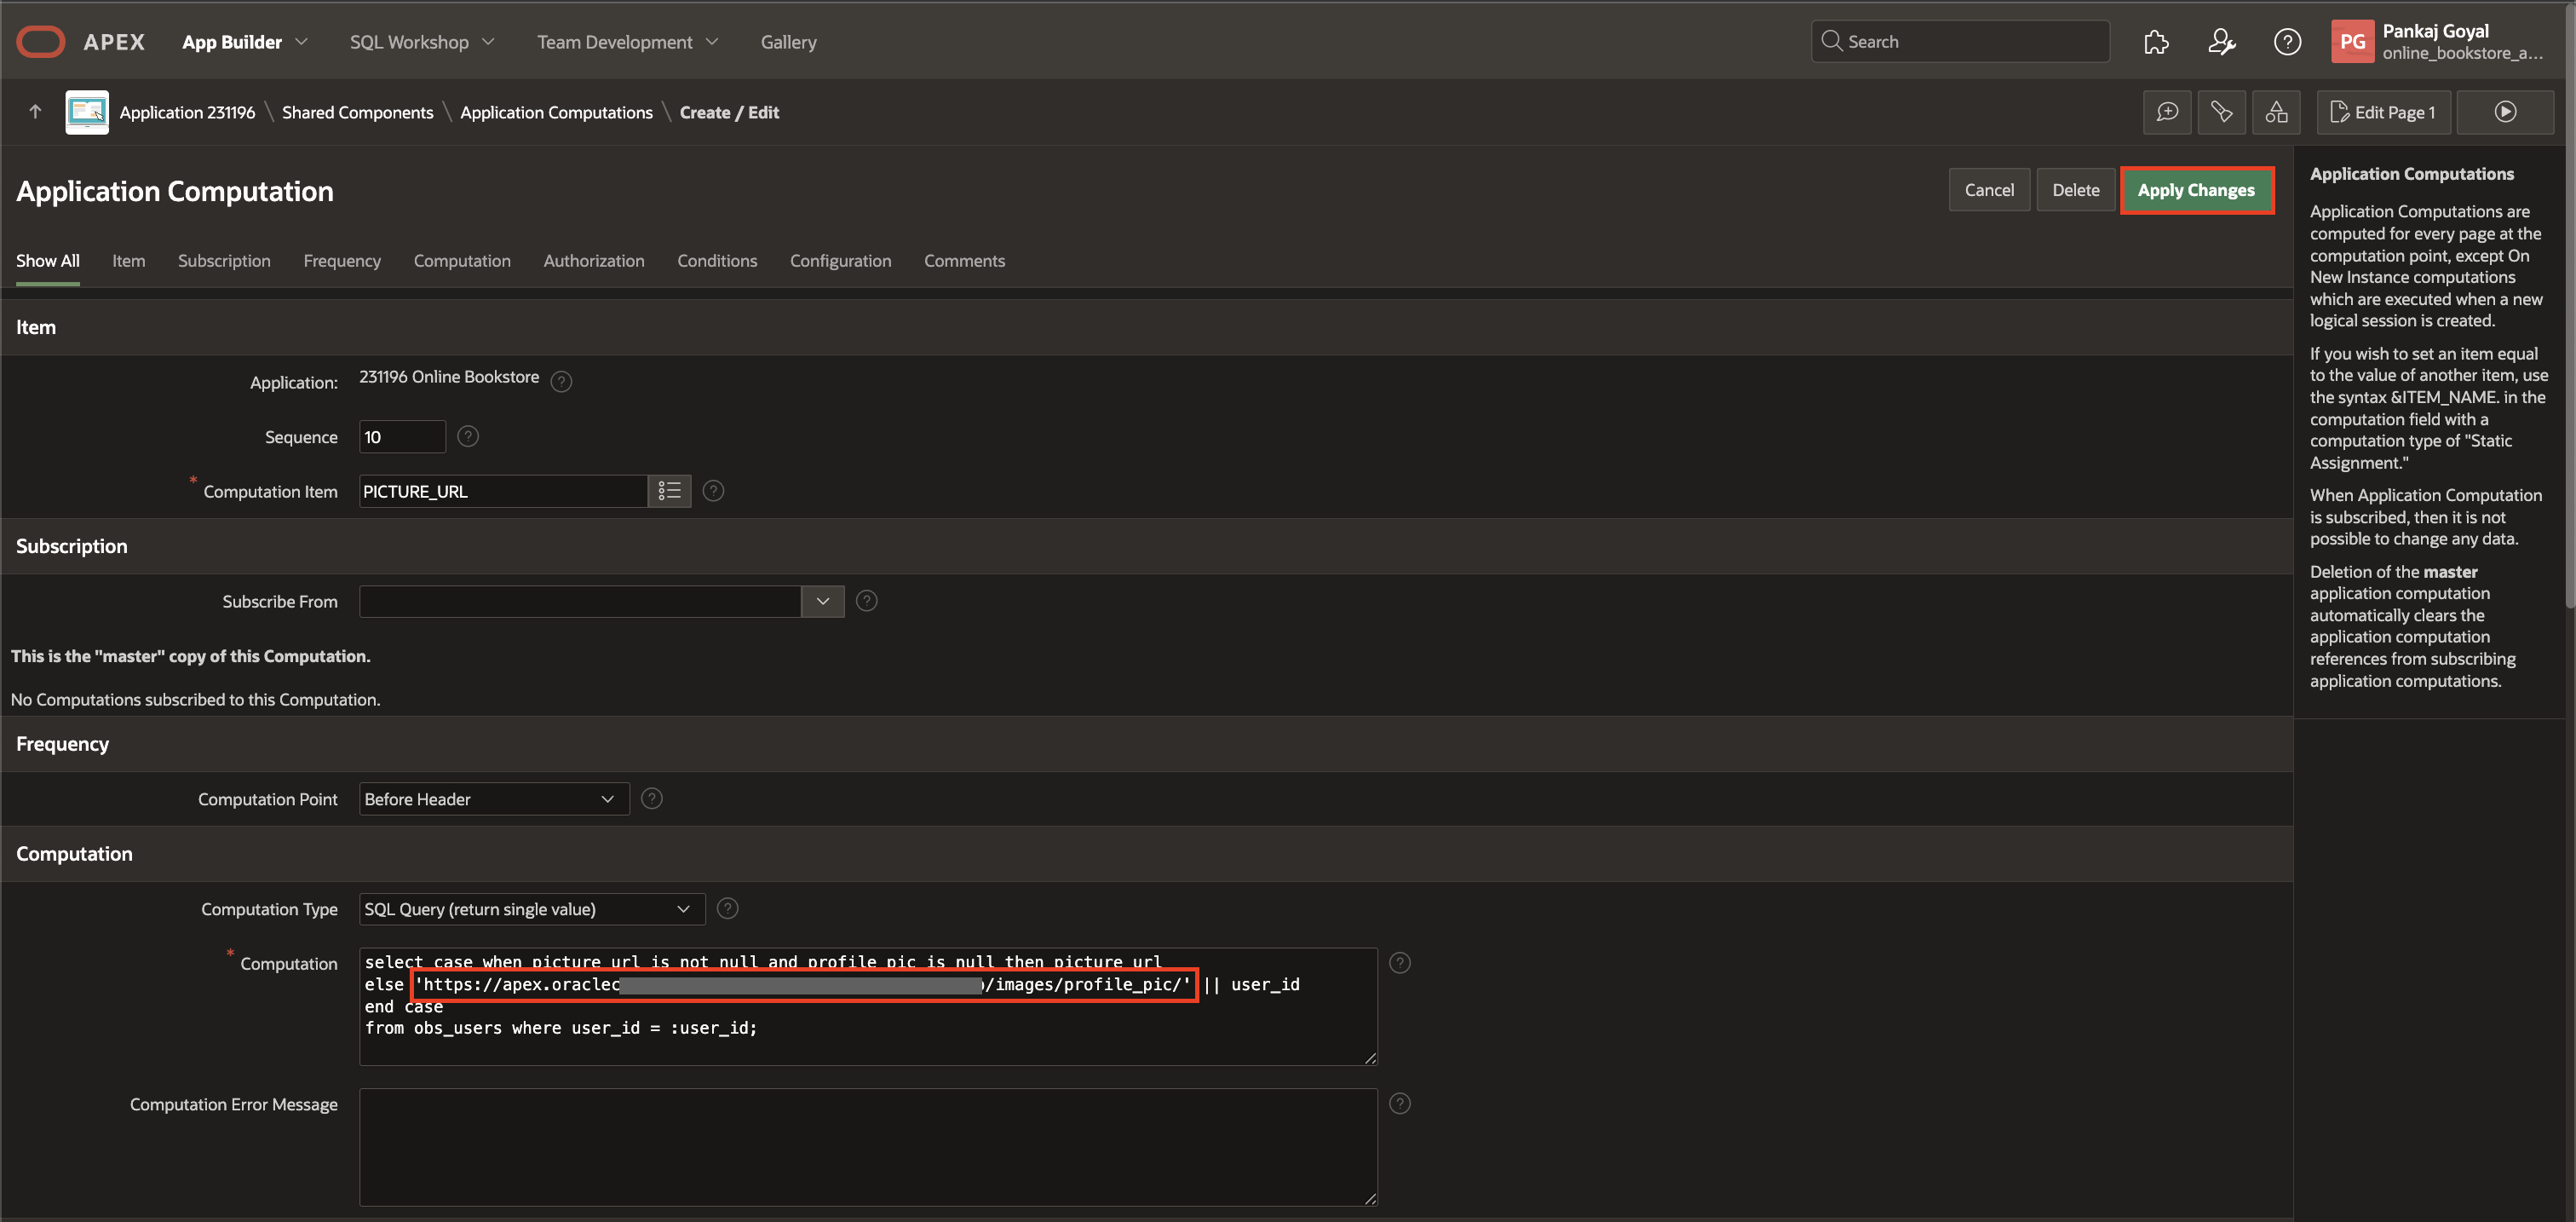 APEX App Builder SQL Workshop Team Development Gallery Search PG Pankaj Goyal
online_bookstore_a...
Application 231196 \ Shared Components \ Application Computations \ Create / Edit Edit Page 1
Application Computation Cancel Delete Apply Changes
Show All Item Subscription Frequency Computation Authorization Conditions Configuration Comments
Item
Application: 231196 Online Bookstore
Sequence 10
* Computation Item PICTURE_URL
Subscription
Subscribe From
This is the "master" copy of this Computation.
No Computations subscribed to this Computation.
Frequency
Computation Point Before Header
Computation
Computation Type SQL Query (return single value)
* Computation
select case when picture_url is not null and profile_pic is null then picture_url
else 'https://apex.oraclec /images/profile_pic/' || user_id
end case
from obs_users where user_id = :user_id;
Computation Error Message
Application Computations
Application Computations are
computed for every page at the
computation point, except On
New Instance computations
which are executed when a new
logical session is created.
If you wish to set an item equal
to the value of another item, use
the syntax &ITEM_NAME. in the
computation field with a
computation type of "Static
Assignment."
When Application Computation
is subscribed, then it is not
possible to change any data.
Deletion of the master
application computation
automatically clears the
application computation
references from subscribing
application computations.